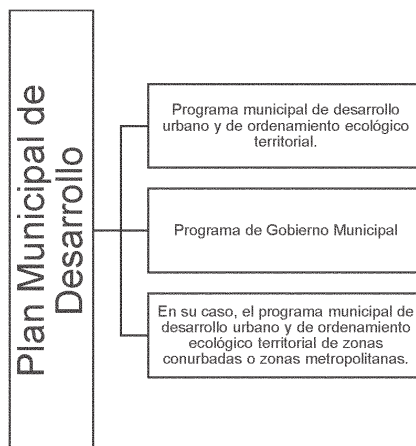 Plan Municipal de
Desarrollo
Programa municipal de desarrollo
urbano y de ordenamiento ecológico
territorial.
Programa de Gobierno Municipal
En su caso, el programa municipal de
desarrollo urbano y de ordenamiento
ecológico territorial de zonas
conurbadas o zonas metropolitanas.